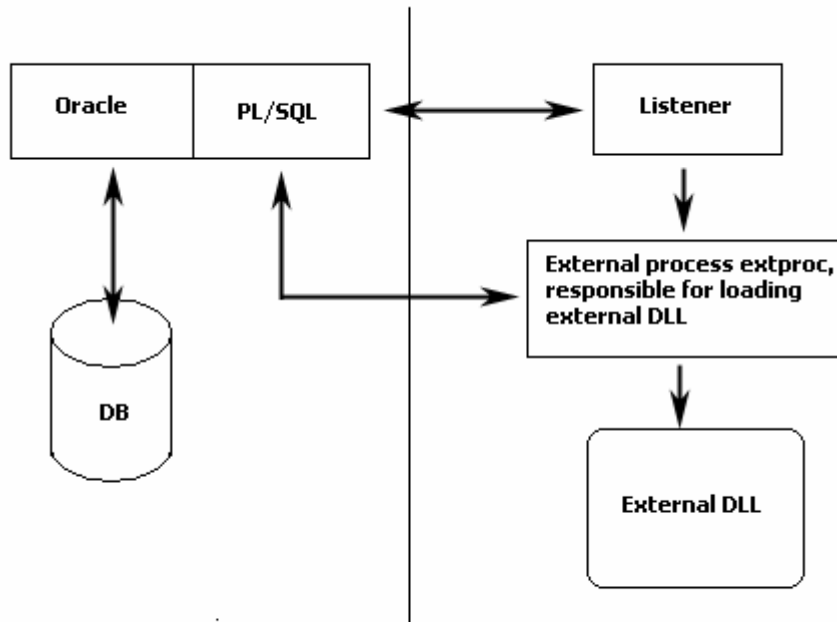 Oracle
PL/SQL
Listener
External process extproc,
responsible for loading
external DLL
DB
External DLL